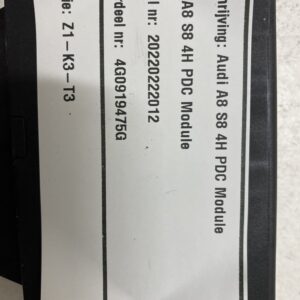 hrijving: Audi A8 S8 4H PDC Module
A8 S8 4H PDC Module
l nr: 20220222012
rdeel nr: 4G0919475G
ie: Z1-K3-T3